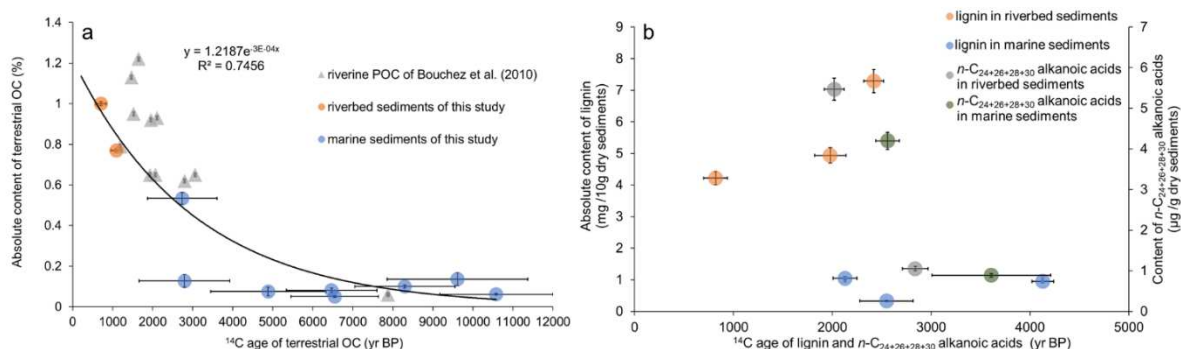 a
y = 1.2187e^-3E-04x
R² = 0.7456
riverine POC of Bouchez et al. (2010)
riverbed sediments of this study
marine sediments of this study
Absolute content of terrestrial OC (%)
1.4
1.2
1
0.8
0.6
0.4
0.2
0
0 1000 2000 3000 4000 5000 6000 7000 8000 9000 10000 11000 12000
¹⁴C age of terrestrial OC (yr BP)
b
lignin in riverbed sediments
lignin in marine sediments
n-C₂₄₊₂₆₊₂₈₊₃₀ alkanoic acids
in riverbed sediments
n-C₂₄₊₂₆₊₂₈₊₃₀ alkanoic acids
in marine sediments
Absolute content of lignin
(mg /10g dry sediments)
9
8
7
6
5
4
3
2
1
0
1000 2000 3000 4000 5000
¹⁴C age of lignin and n-C₂₄₊₂₆₊₂₈₊₃₀ alkanoic acids (yr BP)
7
6
5
4
3
2
1
0
Content of n-C₂₄₊₂₆₊₂₈₊₃₀ alkanoic acids
(μg /g dry sediments)